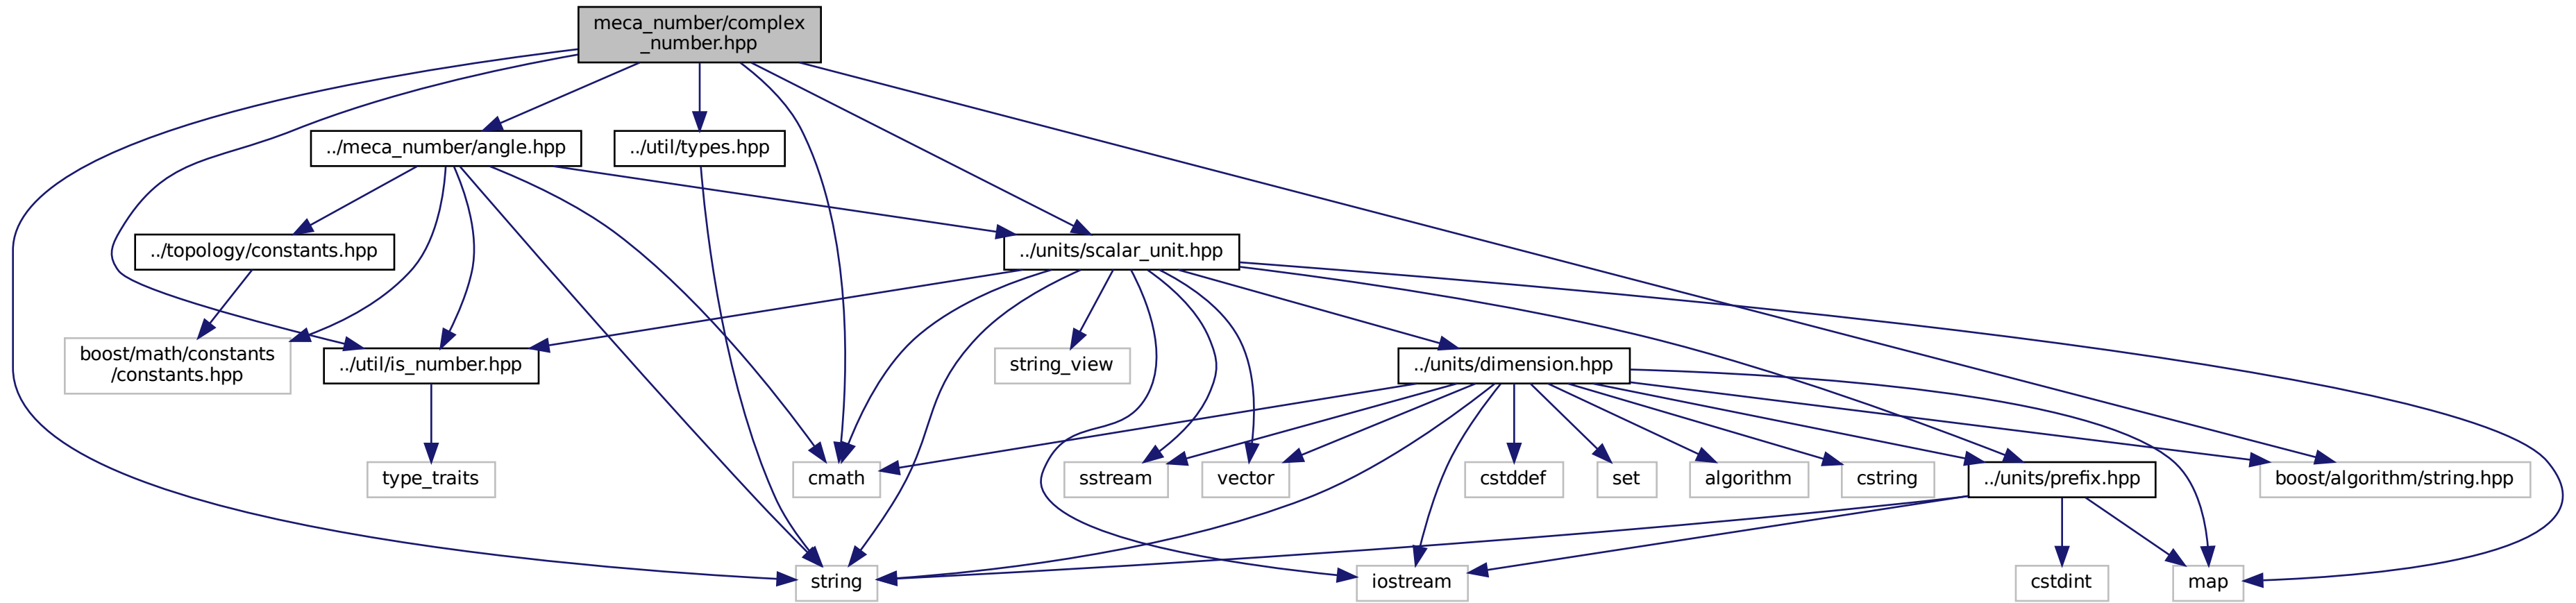 meca_number/complex
_number.hpp
../meca_number/angle.hpp
../util/types.hpp
../topology/constants.hpp
../units/scalar_unit.hpp
boost/math/constants
/constants.hpp
../util/is_number.hpp
string_view
../units/dimension.hpp
type_traits
cmath
sstream
vector
cstddef
set
algorithm
cstring
../units/prefix.hpp
boost/algorithm/string.hpp
string
iostream
cstdint
map